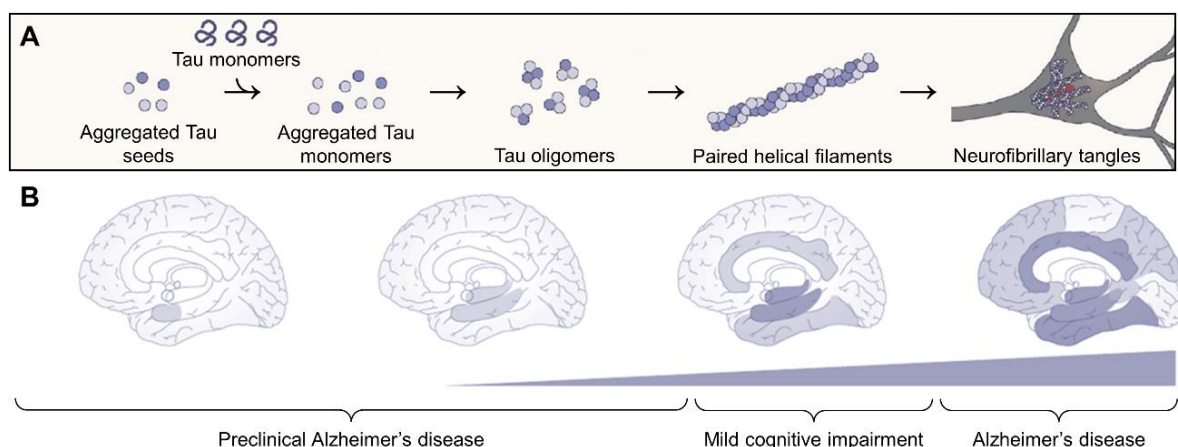 A
Tau monomers
Aggregated Tau
seeds
Aggregated Tau
monomers
Tau oligomers
Paired helical filaments
Neurofibrillary tangles
B
Preclinical Alzheimer’s disease
Mild cognitive impairment
Alzheimer’s disease